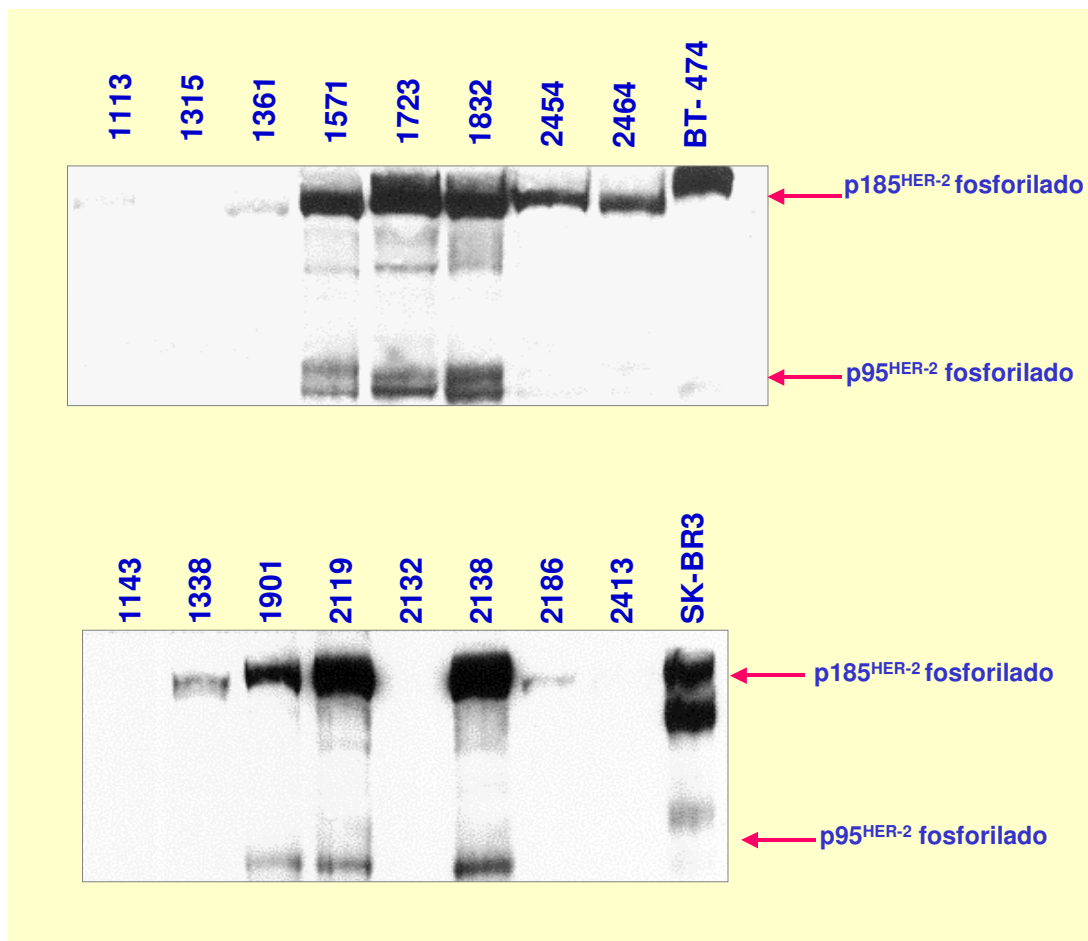 1113 1315 1361 1571 1723 1832 2454 2464 BT- 474
p185HER-2 fosforilado
p95HER-2 fosforilado
1143 1338 1901 2119 2132 2138 2186 2413 SK-BR3
p185HER-2 fosforilado
p95HER-2 fosforilado